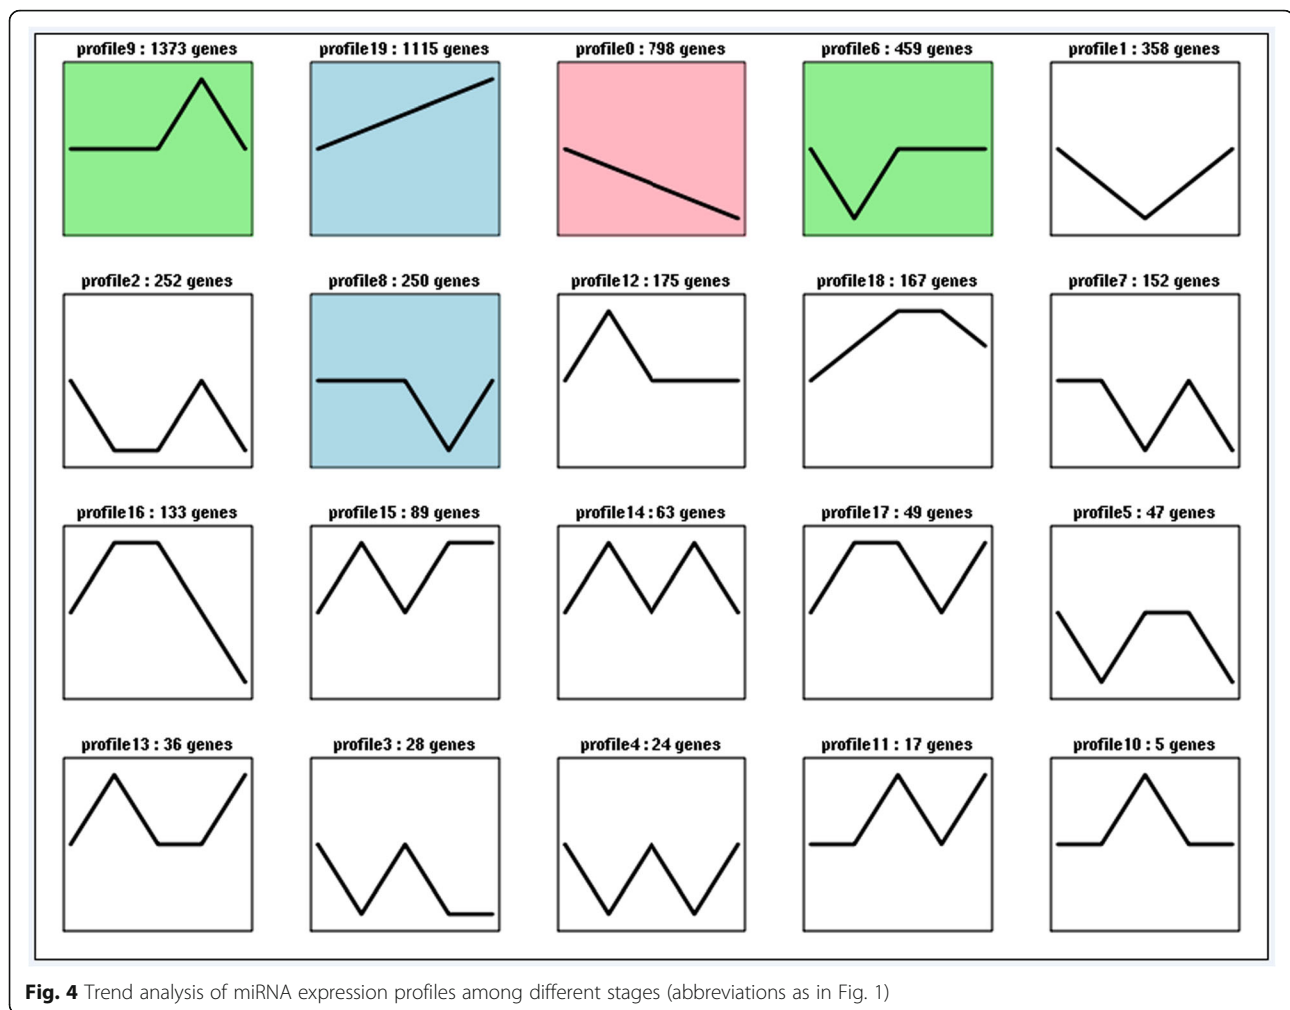 profile9 : 1373 genes
profile19 : 1115 genes
profile0 : 798 genes
profile6 : 459 genes
profile1 : 358 genes
profile2 : 252 genes
profile8 : 250 genes
profile12 : 175 genes
profile18 : 167 genes
profile7 : 152 genes
profile16 : 133 genes
profile15 : 89 genes
profile14 : 63 genes
profile17 : 49 genes
profile5 : 47 genes
profile13 : 36 genes
profile3 : 28 genes
profile4 : 24 genes
profile11 : 17 genes
profile10 : 5 genes
Fig. 4 Trend analysis of miRNA expression profiles among different stages (abbreviations as in Fig. 1)